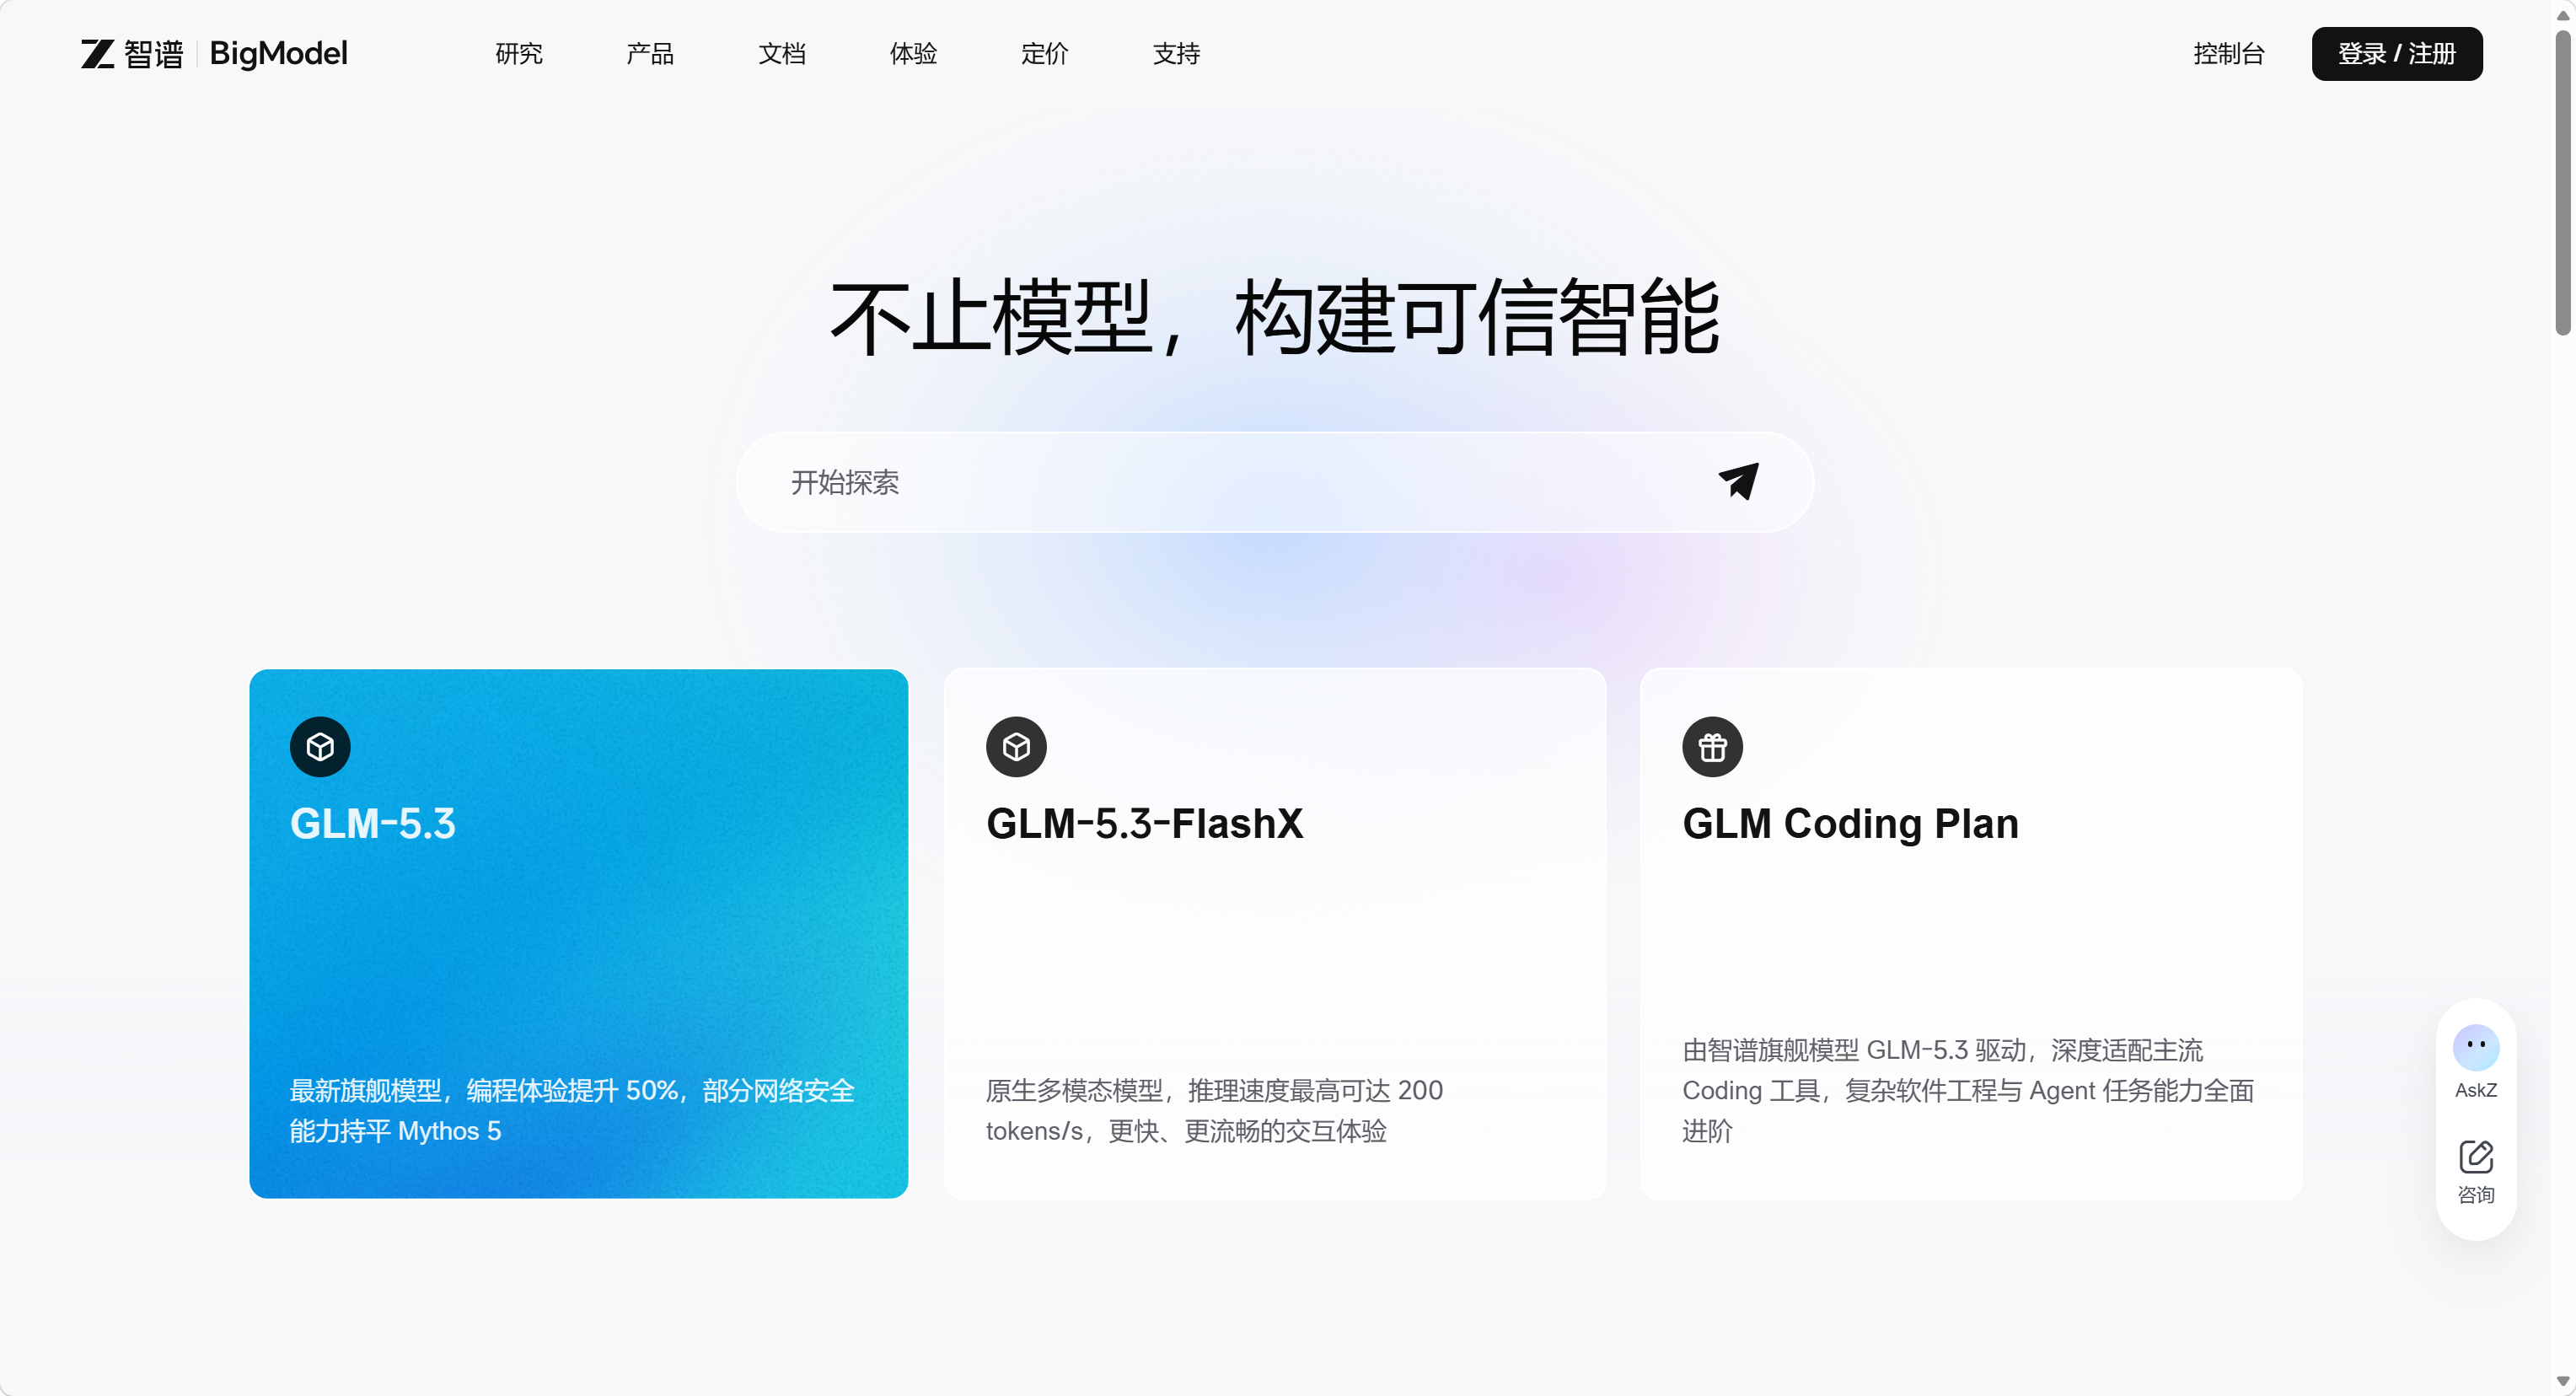 智谱 BigModel
研究 产品 文档 体验 定价 支持 控制台 登录 / 注册
不止模型，构建可信智能
开始探索
GLM-5.3
最新旗舰模型，编程体验提升 50%，部分网络安全
能力持平 Mythos 5
GLM-5.3-FlashX
原生多模态模型，推理速度最高可达 200
tokens/s，更快、更流畅的交互体验
GLM Coding Plan
由智谱旗舰模型 GLM-5.3 驱动，深度适配主流
Coding 工具，复杂软件工程与 Agent 任务能力全面
进阶
AskZ
咨询